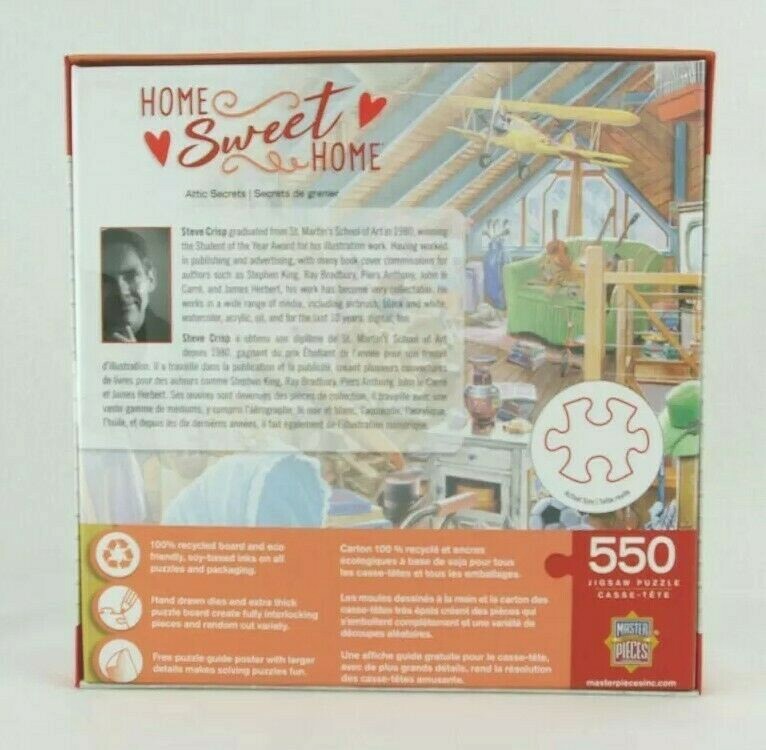 HOME
Sweet
HOME
Attic Secrets | Secrets de grenier
Steve Crisp graduated from St. Martin's School of Art in 1980, winning
the Student of the Year Award for his illustration work. Having worked
in publishing and advertising, with many book cover commissions for
authors such as Stephen King, Ray Bradbury, Piers Anthony, John le
Carré, and James Herbert, his work has become very collectable. He
works in a wide range of media, including airbrush, black and white,
watercolor, acrylic, oil, and for the last 10 years, digital, too.
Steve Crisp a obtenu son diplôme de St. Martin's School of Art
depuis 1980, gagnant du prix Étudiant de l'année pour son travail
d'illustration. Il a travaillé dans la publication et la publicité, créant plusieurs couvertures
de livres pour des auteurs comme Stephen King, Ray Bradbury, Piers Anthony, John le Carré
et James Herbert. Ses œuvres sont devenues des pièces de collection, il travaille avec une
vaste gamme de médiums, y compris l'aérographe, le noir et blanc, l'aquarelle, l'acrylique,
l'huile, et depuis les dix dernières années, il fait également de l'illustration numérique.
Actual Size | Taille réelle
100% recycled board and eco
friendly, soy-based inks on all
puzzles and packaging.
Carton 100 % recyclé et encres
écologiques à base de soja pour tous
les casse-têtes et tous les emballages.
Hand drawn dies and extra thick
puzzle board create fully interlocking
pieces and random cut variety.
Les moules dessinés à la main et le carton des
casse-têtes très épais créent des pièces qui
s'emboîtent complètement et une variété de
découpes aléatoires.
Free puzzle guide poster with larger
details makes solving puzzles fun.
Une affiche guide gratuite pour le casse-tête,
avec de plus grands détails, rend la résolution
des casse-têtes amusante.
550
JIGSAW PUZZLE
CASSE-TÊTE
MASTER
PIECES
masterpiecesinc.com